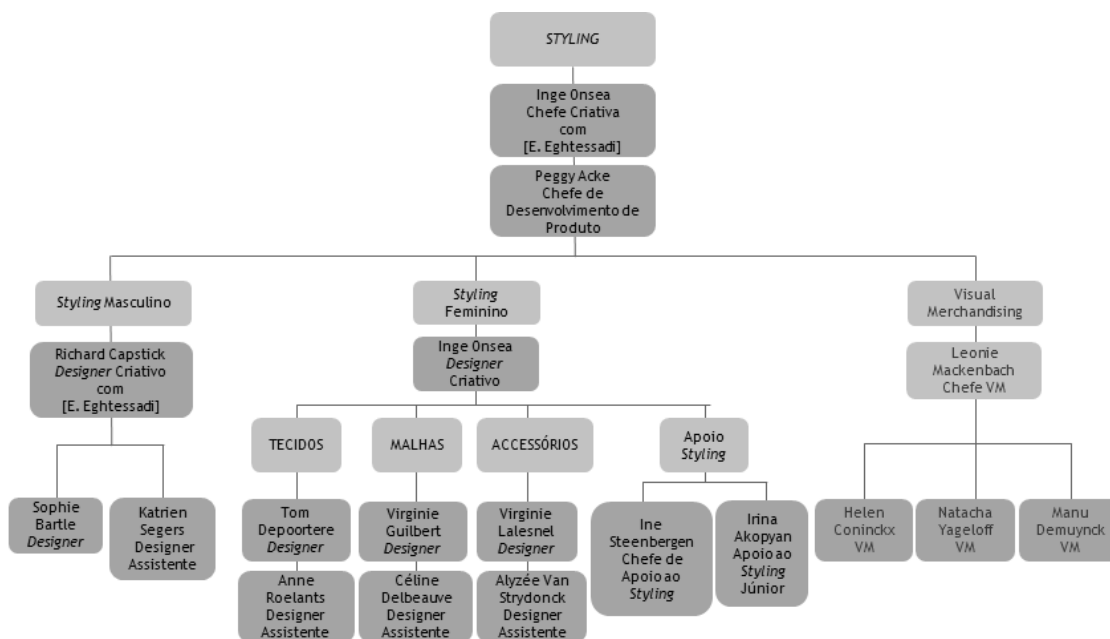 STYLING
Inge Onsea
Chefe Criativa
com
[E. Eghtessadi]
Peggy Acke
Chefe de
Desenvolvimento de
Produto
Styling Masculino
Richard Capstick
Designer Criativo
com
[E. Eghtessadi]
Sophie
Bartle
Designer
Katrien
Segers
Designer
Assistente
Styling
Feminino
Inge Onsea
Designer
Criativo
TECIDOS
Tom
Depoortere
Designer
Anne
Roelants
Designer
Assistente
MALHAS
Virginie
Guilbert
Designer
Céline
Delbeauve
Designer
Assistente
ACCESSÓRIOS
Virginie
Lalesnel
Designer
Alyzée Van
Strydonck
Designer
Assistente
Apoio
Styling
Ine
Steenbergen
Chefe de
Apoio ao
Styling
Irina
Akopyan
Apoio ao
Styling
Júnior
Visual
Merchandising
Leonie
Mackenbach
Chefe VM
Helen
Coninckx
VM
Natacha
Yageloff
VM
Manu
Demuynck
VM